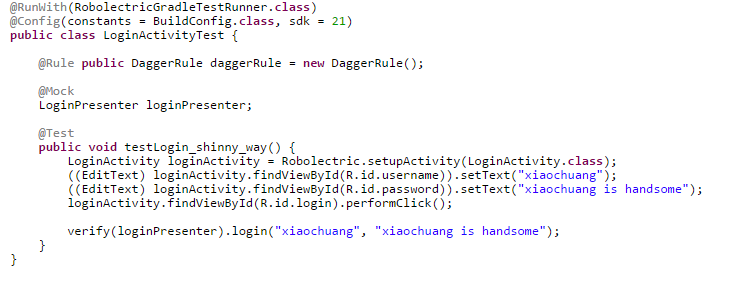 @RunWith(RobolectricGradleTestRunner.class)
@Config(constants = BuildConfig.class, sdk = 21)
public class LoginActivityTest {
@Rule public DaggerRule daggerRule = new DaggerRule();
@Mock
LoginPresenter loginPresenter;
@Test
public void testLogin_shinny_way() {
LoginActivity loginActivity = Robolectric.setupActivity(LoginActivity.class);
((EditText) loginActivity.findViewById(R.id.username)).setText("xiaochuang");
((EditText) loginActivity.findViewById(R.id.password)).setText("xiaochuang is handsome");
loginActivity.findViewById(R.id.login).performClick();
verify(loginPresenter).login("xiaochuang", "xiaochuang is handsome");
}
}